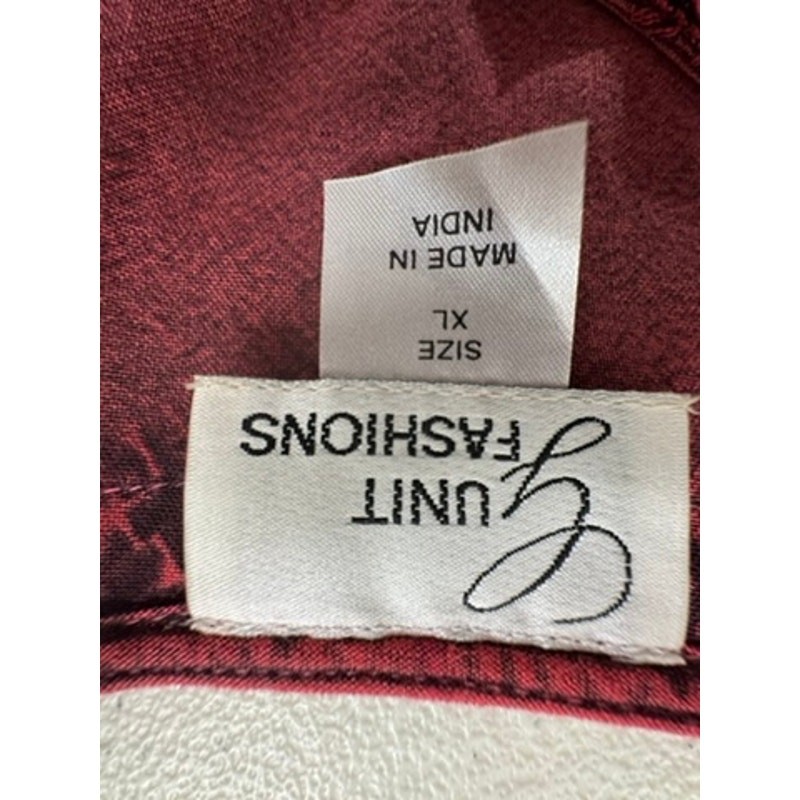 G UNIT
FASHIONS
SIZE
XL
MADE IN
INDIA